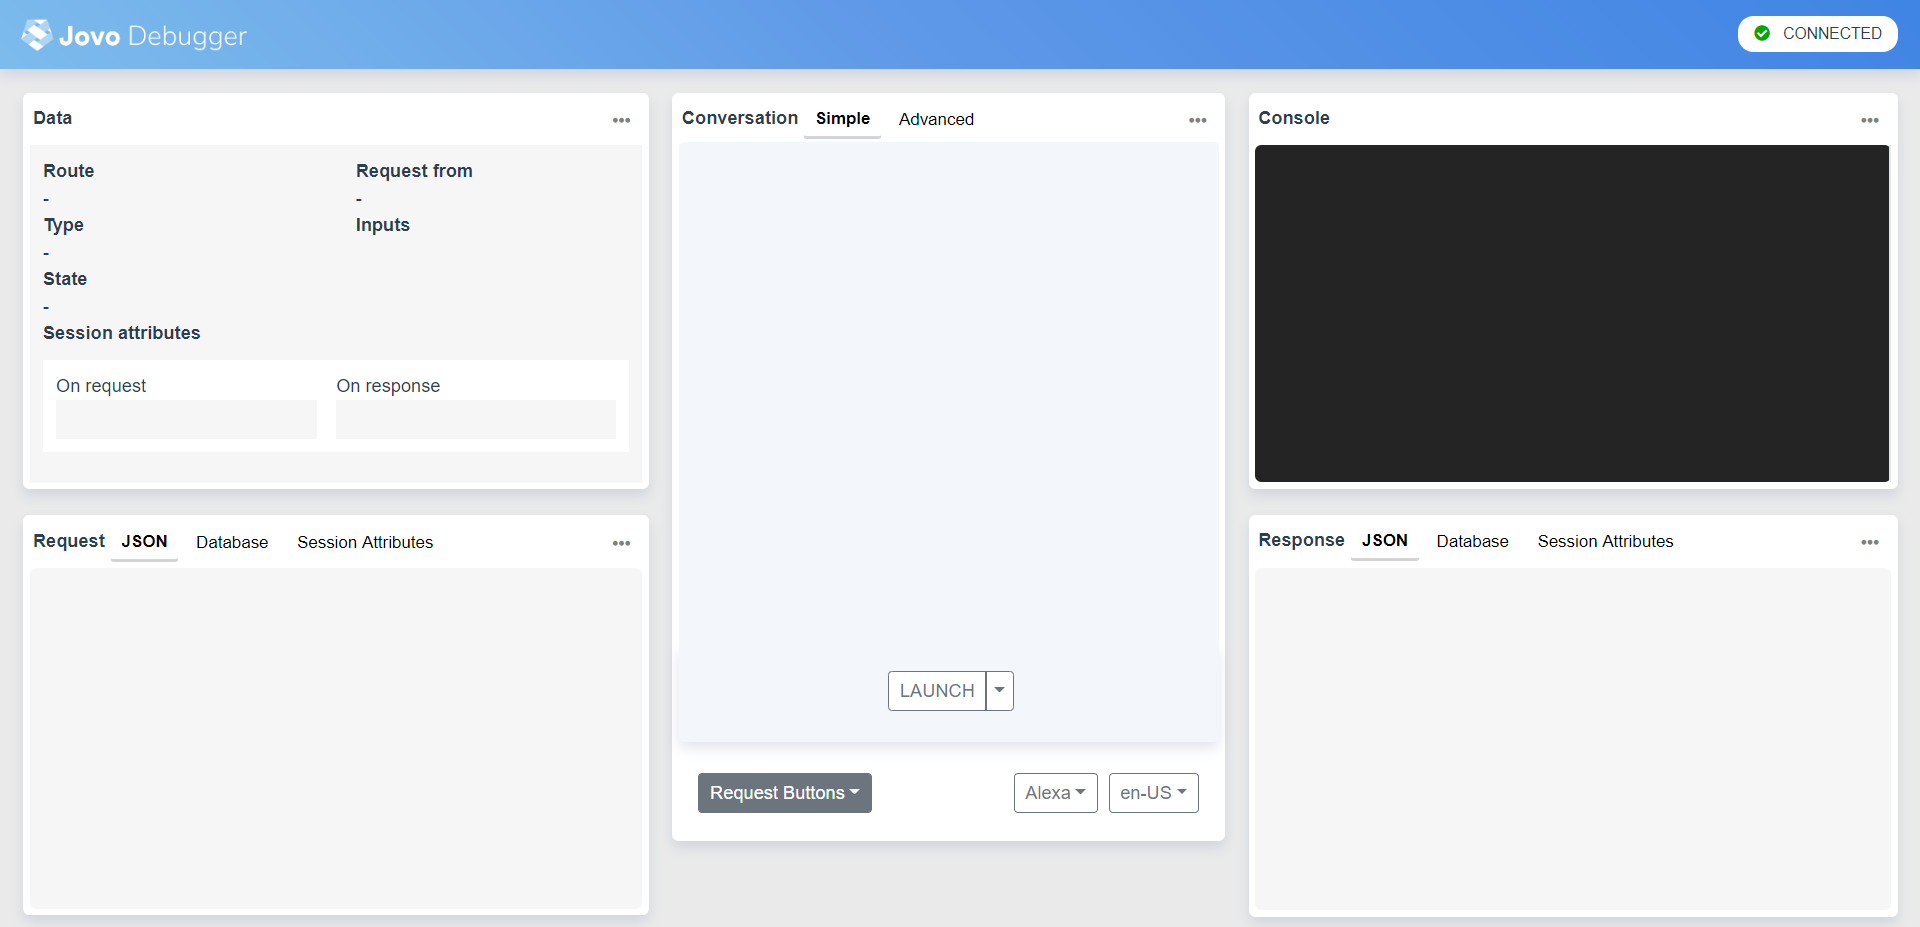 Jovo Debugger
CONNECTED
Data
Route
-
Type
-
State
-
Request from
-
Inputs
Session attributes
On request
On response
Conversation Simple Advanced
LAUNCH
Request Buttons
Alexa
en-US
Console
Request JSON Database Session Attributes
Response JSON Database Session Attributes